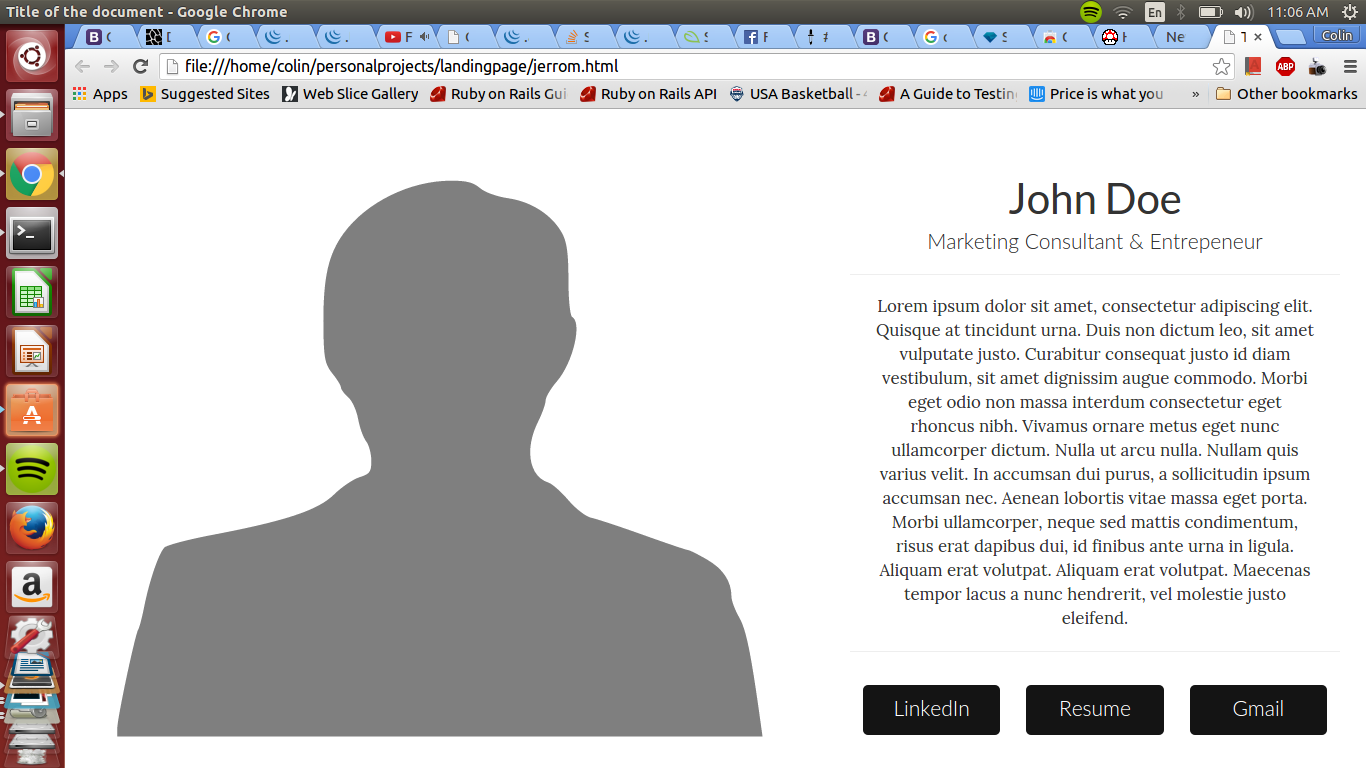 Title of the document - Google Chrome
En
11:06 AM
Colin
file:///home/colin/personalprojects/landingpage/jerrom.html
ABP
Apps
Suggested Sites
Web Slice Gallery
Ruby on Rails Gui
Ruby on Rails API
USA Basketball -
A Guide to Testing
Price is what you
»
Other bookmarks
John Doe
Marketing Consultant & Entrepeneur
Lorem ipsum dolor sit amet, consectetur adipiscing elit.
Quisque at tincidunt urna. Duis non dictum leo, sit amet
vulputate justo. Curabitur consequat justo id diam
vestibulum, sit amet dignissim augue commodo. Morbi
eget odio non massa interdum consectetur eget
rhoncus nibh. Vivamus ornare metus eget nunc
ullamcorper dictum. Nulla ut arcu nulla. Nullam quis
varius velit. In accumsan dui purus, a sollicitudin ipsum
accumsan nec. Aenean lobortis vitae massa eget porta.
Morbi ullamcorper, neque sed mattis condimentum,
risus erat dapibus dui, id finibus ante urna in ligula.
Aliquam erat volutpat. Aliquam erat volutpat. Maecenas
tempor lacus a nunc hendrerit, vel molestie justo
eleifend.
LinkedIn
Resume
Gmail